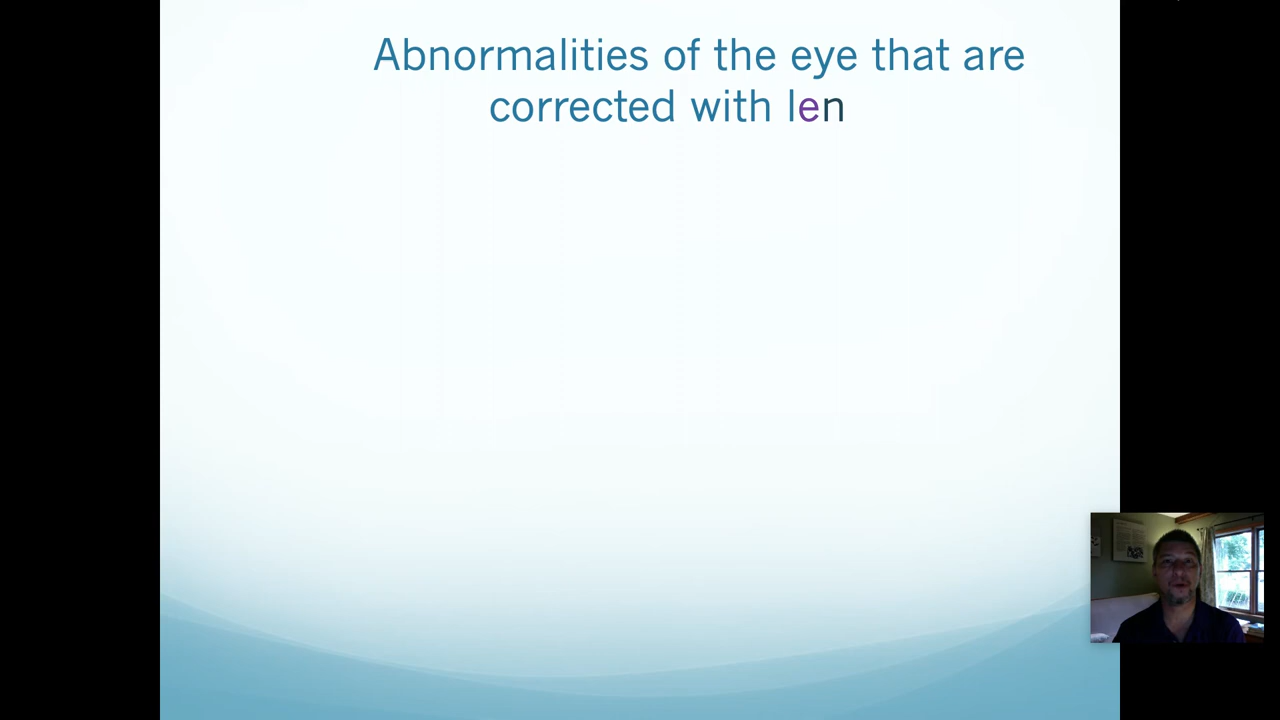 Abnormalities of the eye that are
corrected with len